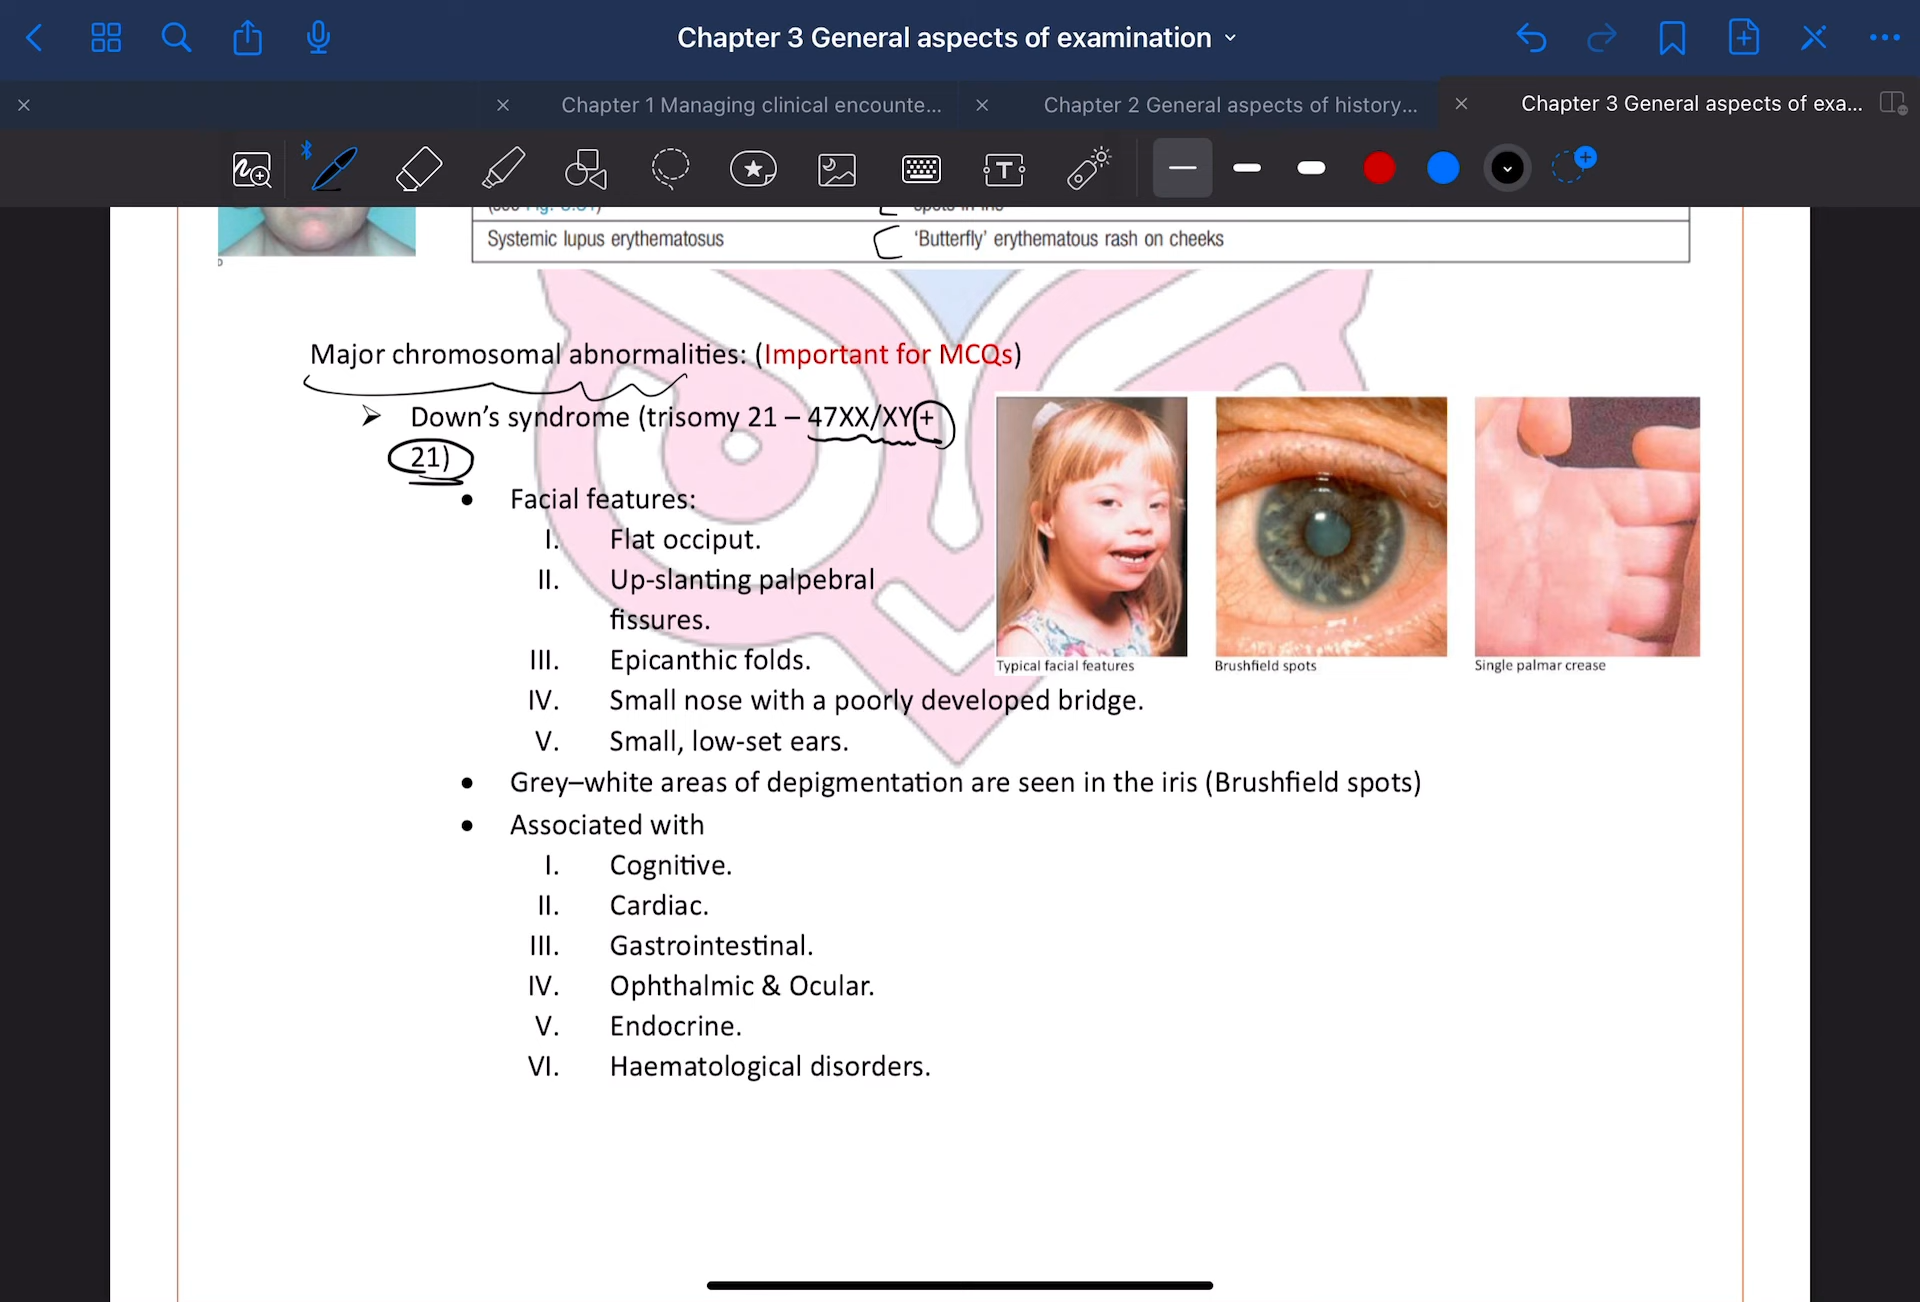 Chapter 3 General aspects of examination
Chapter 1 Managing clinical encounte...
Chapter 2 General aspects of history...
Chapter 3 General aspects of exa...
Systemic lupus erythematosus
‘Butterfly’ erythematous rash on cheeks
Major chromosomal abnormalities: (Important for MCQs)
➤ Down’s syndrome (trisomy 21 – 47XX/XY+
21)
• Facial features:
I. Flat occiput.
II. Up-slanting palpebral
fissures.
III. Epicanthic folds.
IV. Small nose with a poorly developed bridge.
V. Small, low-set ears.
Typical facial features
Brushfield spots
Single palmar crease
• Grey–white areas of depigmentation are seen in the iris (Brushfield spots)
• Associated with
I. Cognitive.
II. Cardiac.
III. Gastrointestinal.
IV. Ophthalmic & Ocular.
V. Endocrine.
VI. Haematological disorders.